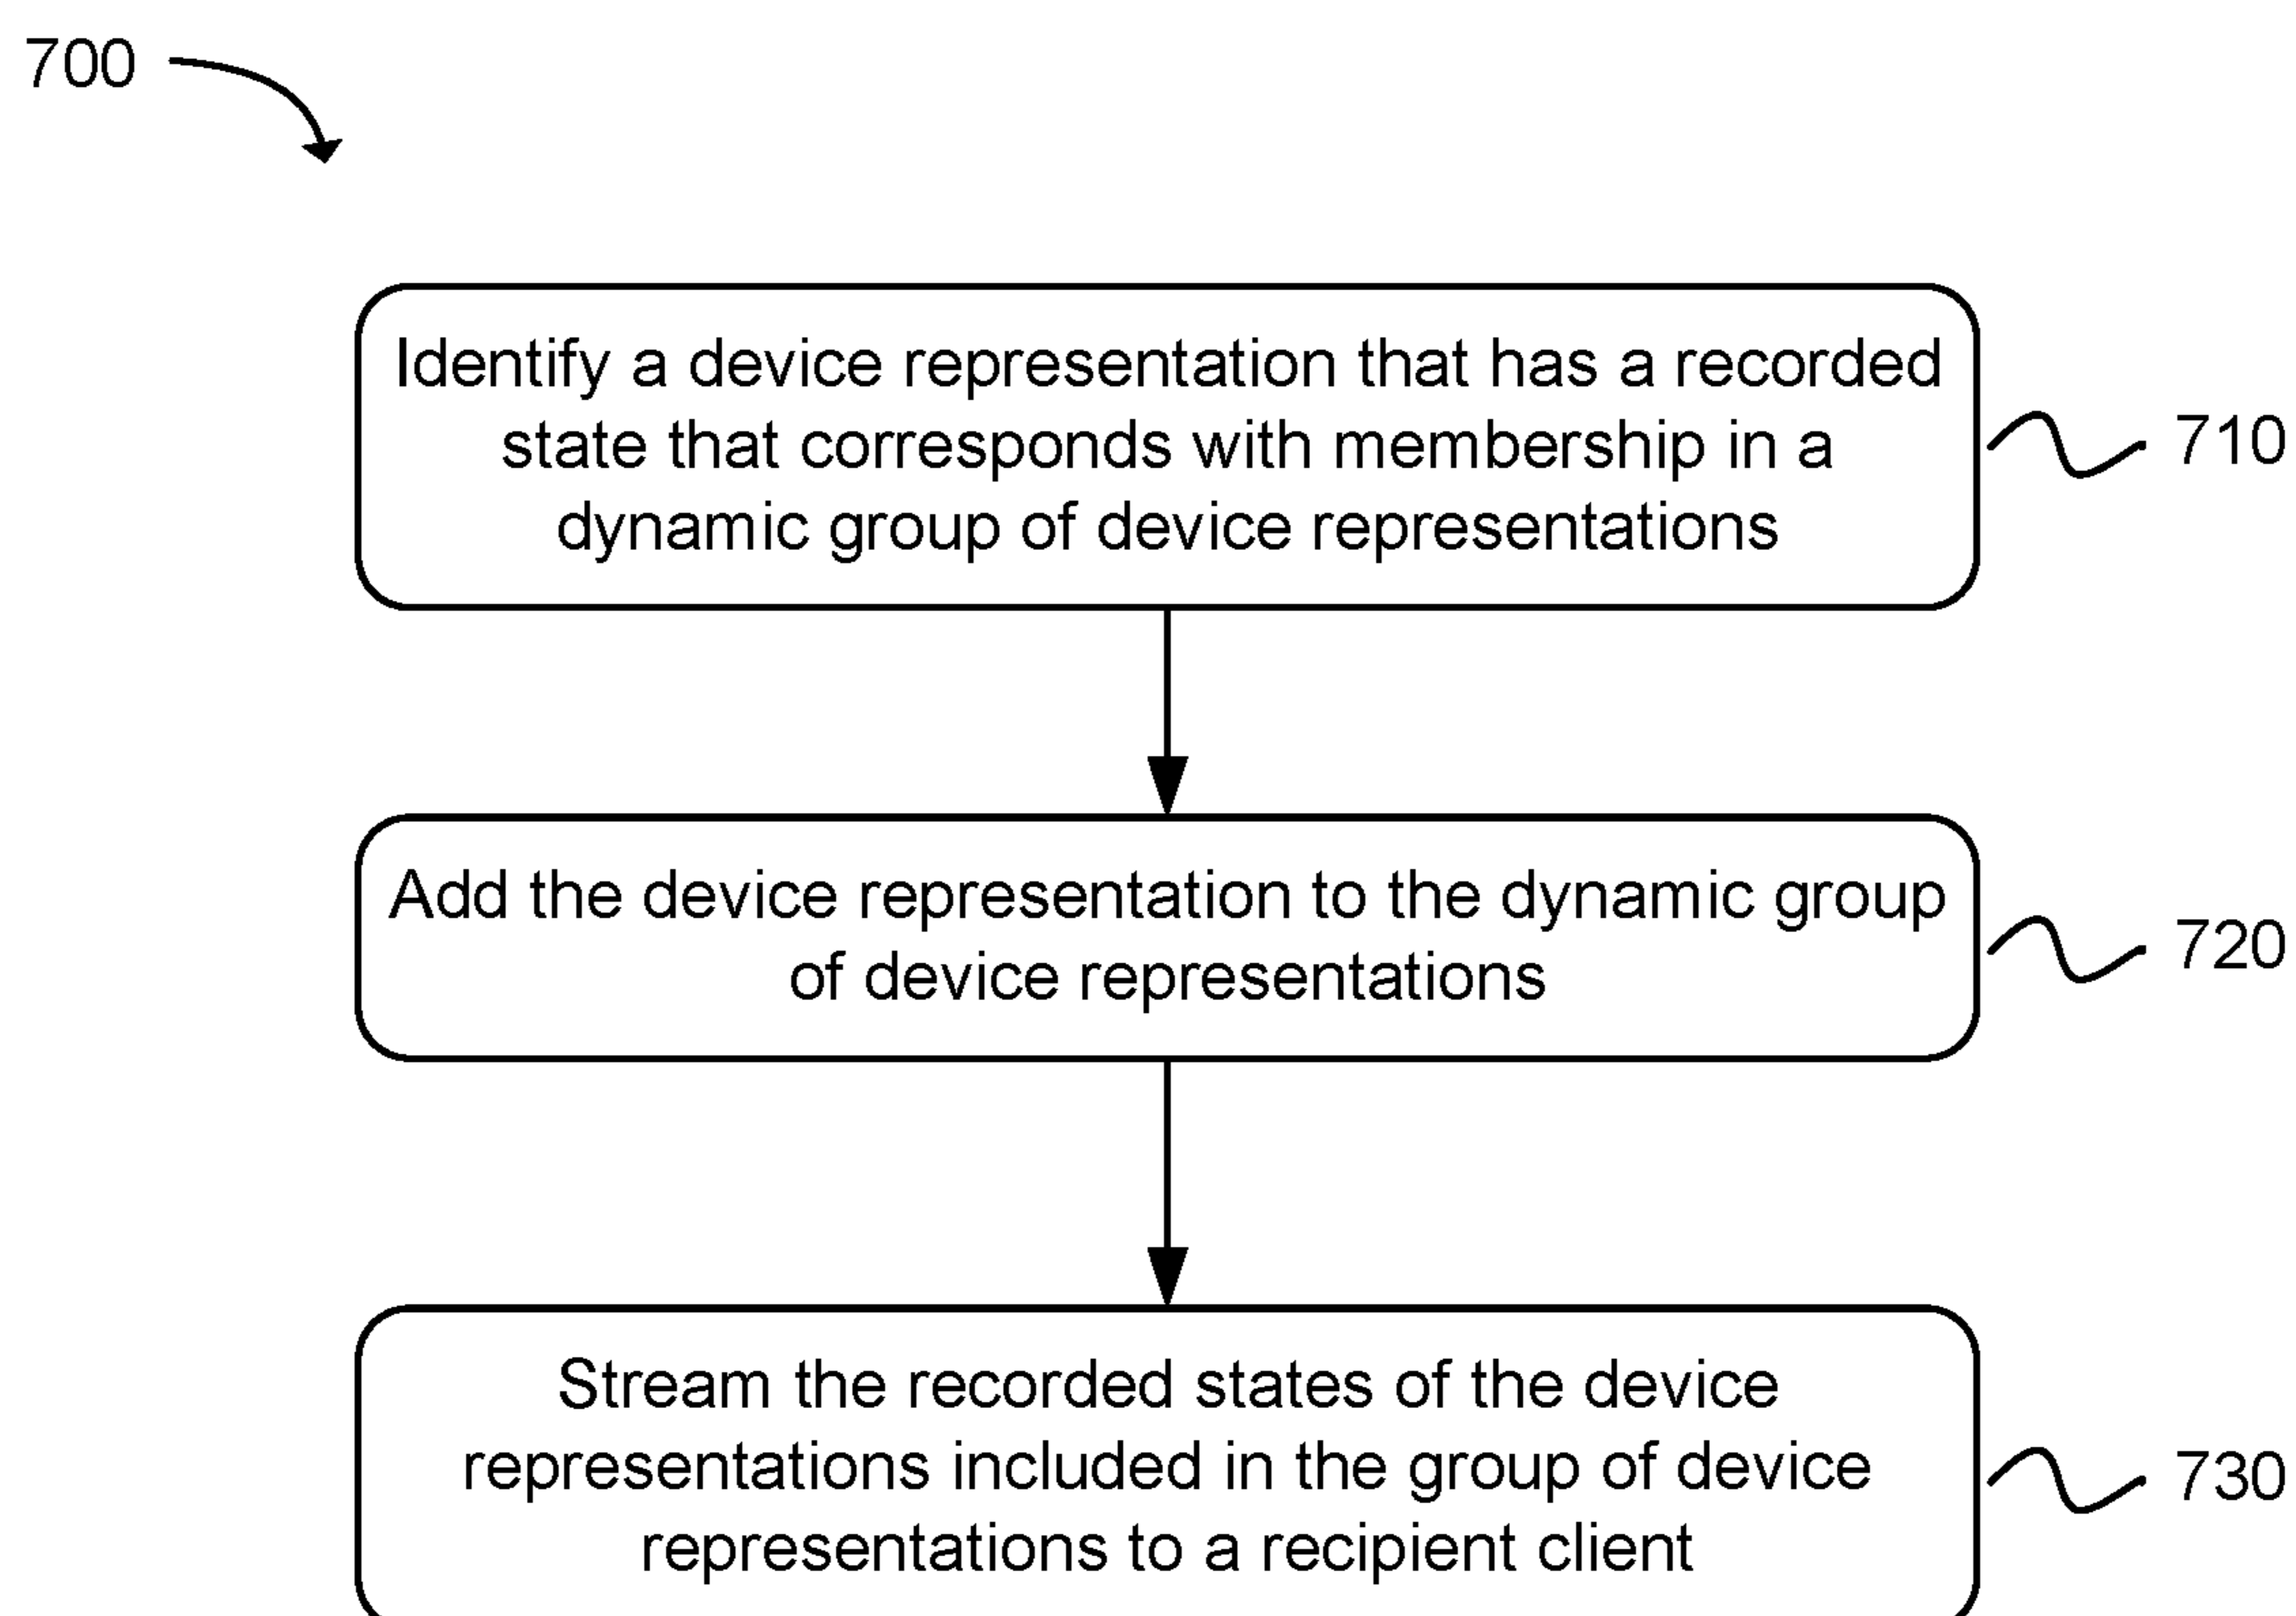 700
Identify a device representation that has a recorded
state that corresponds with membership in a
dynamic group of device representations
710
Add the device representation to the dynamic group
of device representations
720
Stream the recorded states of the device
representations included in the group of device
representations to a recipient client
730